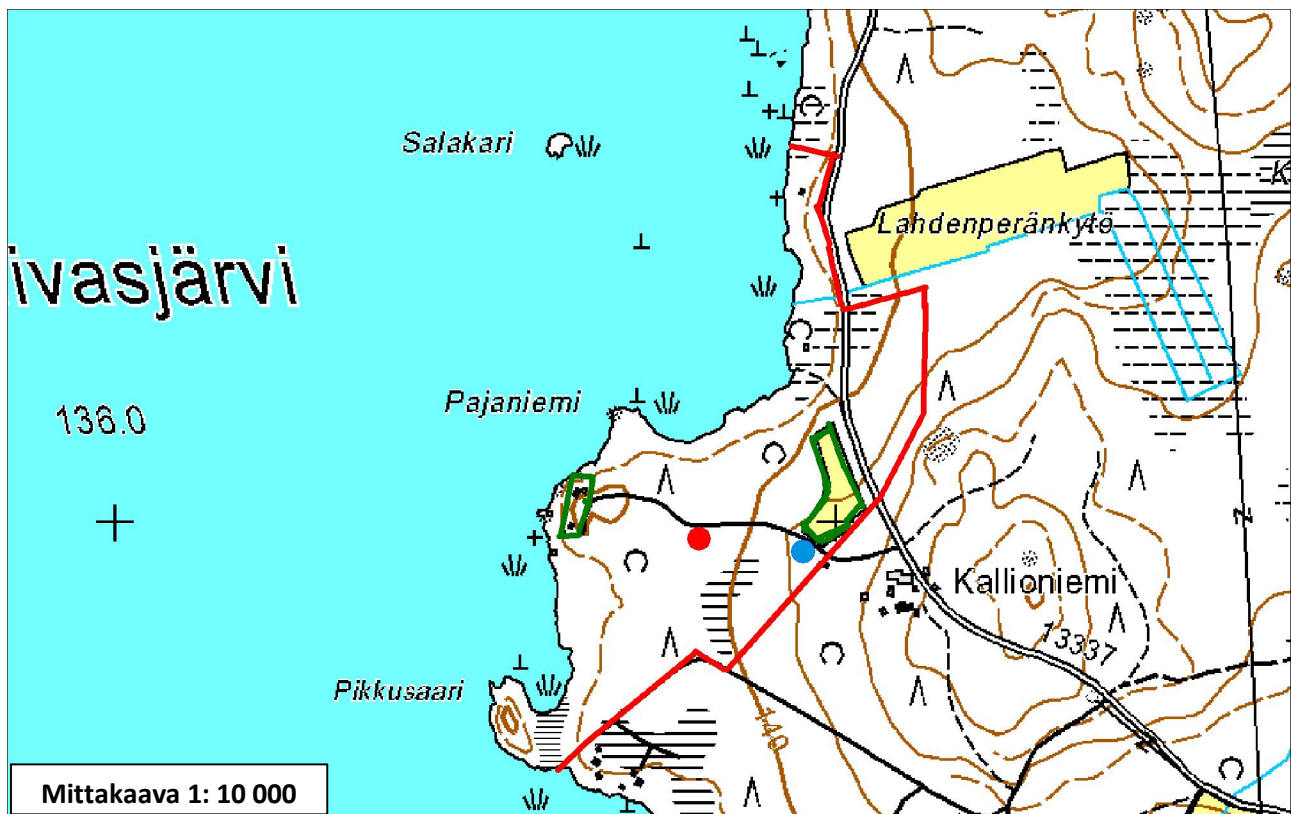 Salakari
Lahdenperänkytö
K
ivasjärvi
Pajaniemi
136.0
Kallioniemi
13337
Pikkusaari
140
Z
Mittakaava 1: 10 000